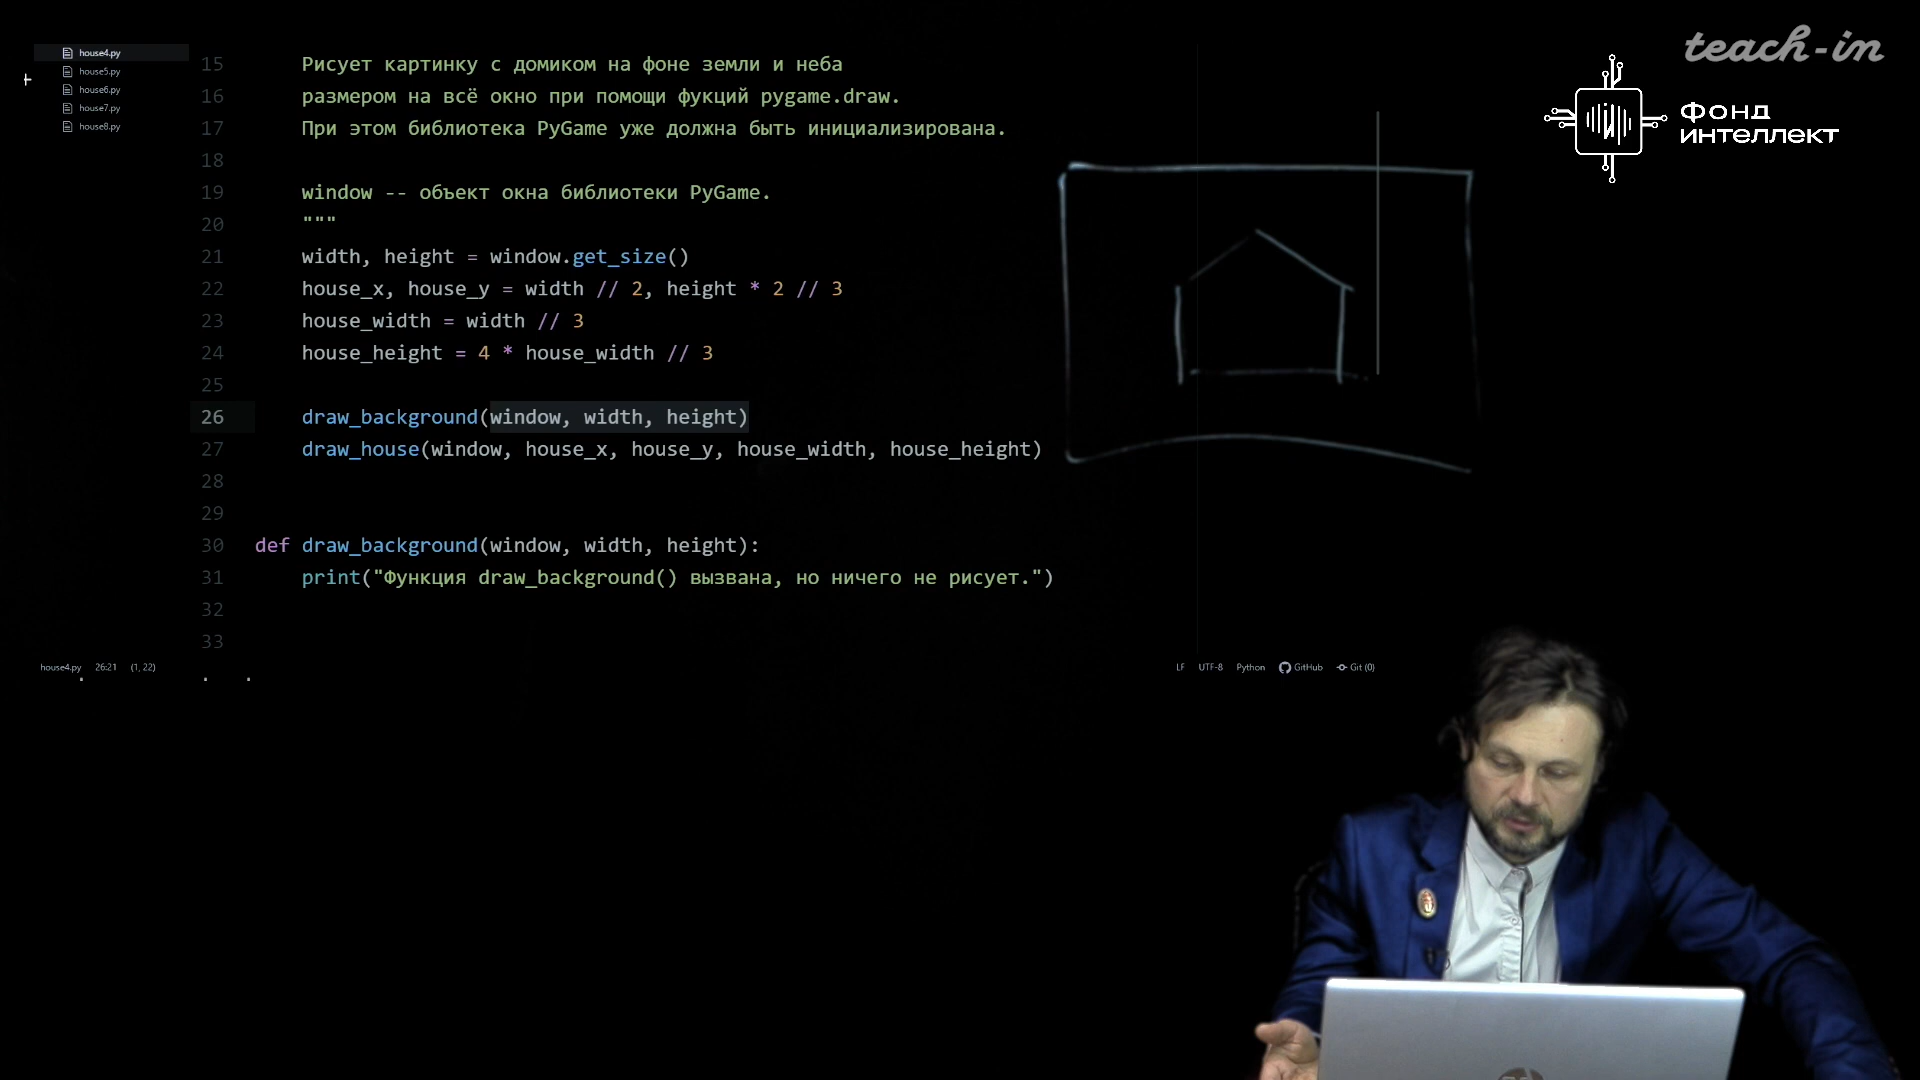 house4.py
house5.py
house6.py
house7.py
house8.py
15 Рисует картинку с домиком на фоне земли и неба
16 размером на всё окно при помощи фукций pygame.draw.
17 При этом библиотека PyGame уже должна быть инициализирована.
18
19 window -- объект окна библиотеки PyGame.
20 """
21 width, height = window.get_size()
22 house_x, house_y = width // 2, height * 2 // 3
23 house_width = width // 3
24 house_height = 4 * house_width // 3
25
26 draw_background(window, width, height)
27 draw_house(window, house_x, house_y, house_width, house_height)
28
29
30 def draw_background(window, width, height):
31 print("Функция draw_background() вызвана, но ничего не рисует.")
32
33
house4.py 26:21 (1, 22)
LF UTF-8 Python GitHub Git (0)
teach-in
ФОНД
ИНТЕЛЛЕКТ